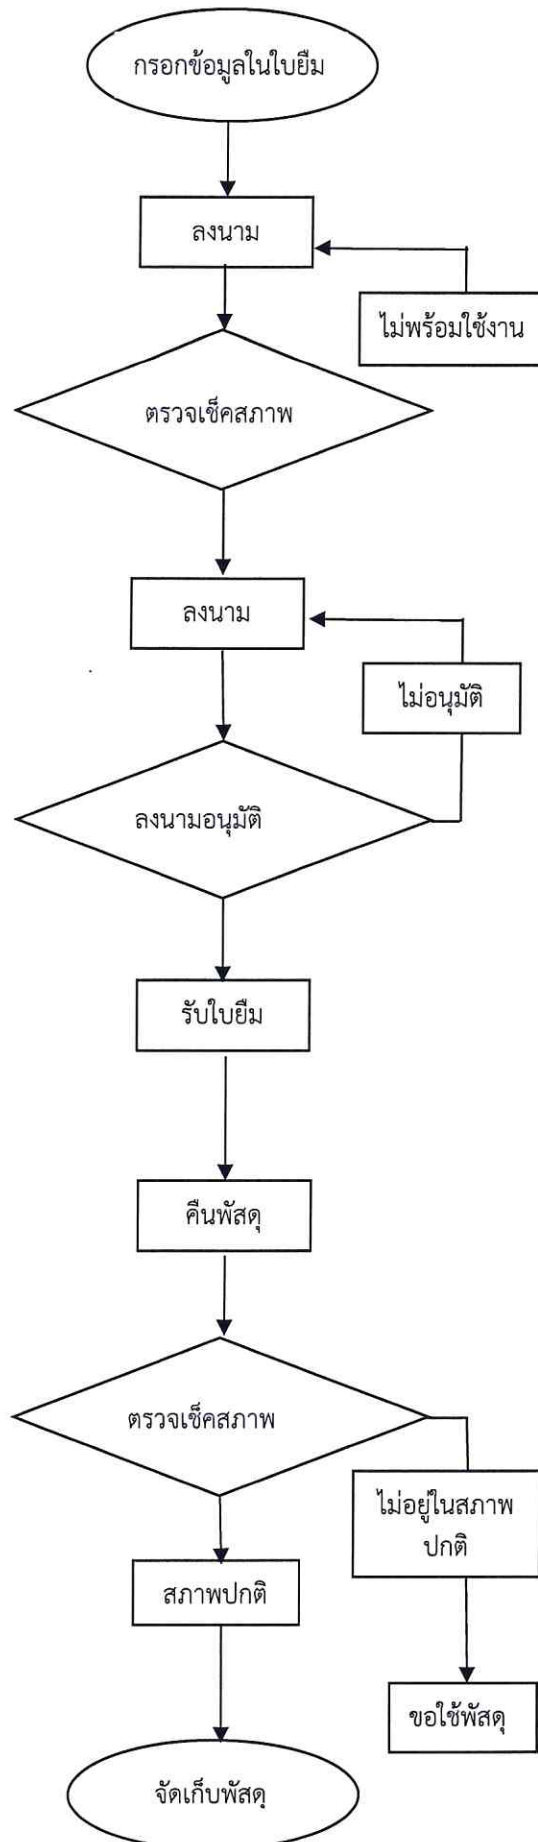 กรอกข้อมูลในใบยืม
ลงนาม
ไม่พร้อมใช้งาน
ตรวจเช็คสภาพ
ลงนาม
ไม่อนุมัติ
ลงนามอนุมัติ
รับใบยืม
คืนพัสดุ
ตรวจเช็คสภาพ
ไม่อยู่ในสภาพ
ปกติ
สภาพปกติ
ขอใช้พัสดุ
จัดเก็บพัสดุ